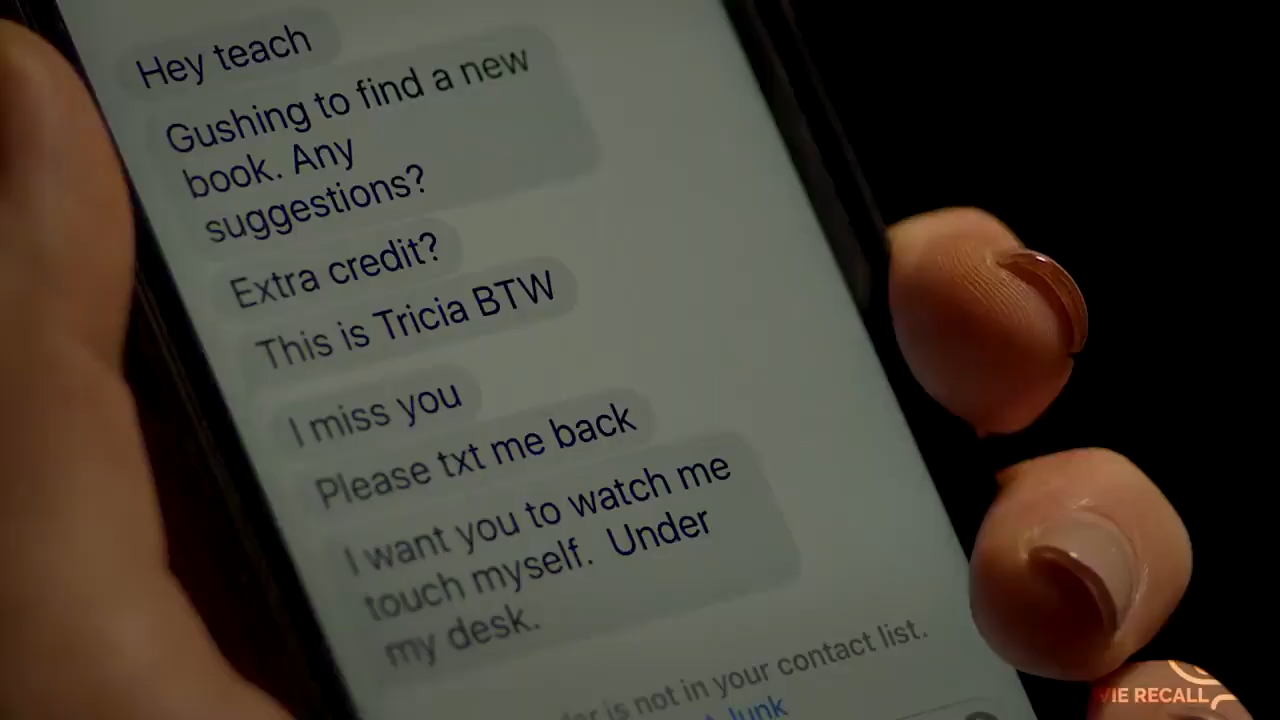 Hey teach
Gushing to find a new
book. Any
suggestions?
Extra credit?
This is Tricia BTW
I miss you
Please txt me back
I want you to watch me
touch myself. Under
my desk.
is not in your contact list.
Junk
VIE RECALL